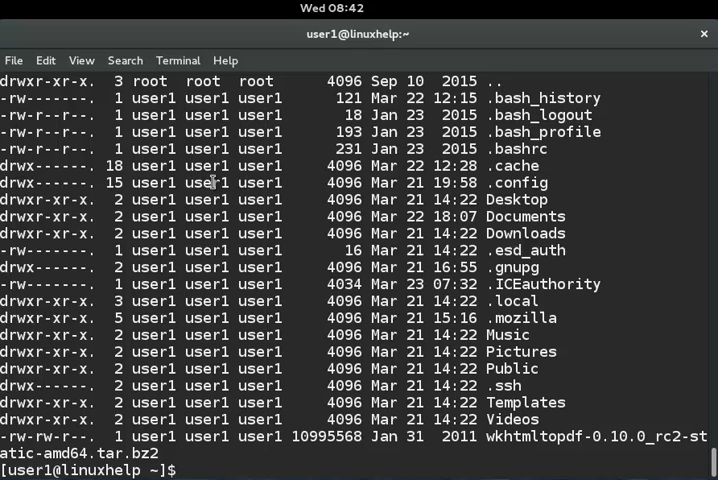 Wed 08:42
user1@linuxhelp:~
×
File Edit View Search Terminal Help
drwxr-xr-x. 3 root root root 4096 Sep 10 2015 ..
-rw-------. 1 user1 user1 user1 121 Mar 22 12:15 .bash_history
-rw-r--r--. 1 user1 user1 user1 18 Jan 23 2015 .bash_logout
-rw-r--r--. 1 user1 user1 user1 193 Jan 23 2015 .bash_profile
-rw-r--r--. 1 user1 user1 user1 231 Jan 23 2015 .bashrc
drwx------. 18 user1 user1 user1 4096 Mar 22 12:28 .cache
drwx------. 15 user1 user1 user1 4096 Mar 21 19:58 .config
drwxr-xr-x. 2 user1 user1 user1 4096 Mar 21 14:22 Desktop
drwxr-xr-x. 2 user1 user1 user1 4096 Mar 22 18:07 Documents
drwxr-xr-x. 2 user1 user1 user1 4096 Mar 21 14:22 Downloads
-rw-------. 1 user1 user1 user1 16 Mar 21 14:22 .esd_auth
drwx------. 2 user1 user1 user1 4096 Mar 21 16:55 .gnupg
-rw-------. 1 user1 user1 user1 4034 Mar 23 07:32 .ICEauthority
drwxr-xr-x. 3 user1 user1 user1 4096 Mar 21 14:22 .local
drwxr-xr-x. 5 user1 user1 user1 4096 Mar 21 15:16 .mozilla
drwxr-xr-x. 2 user1 user1 user1 4096 Mar 21 14:22 Music
drwxr-xr-x. 2 user1 user1 user1 4096 Mar 21 14:22 Pictures
drwxr-xr-x. 2 user1 user1 user1 4096 Mar 21 14:22 Public
drwx------. 2 user1 user1 user1 4096 Mar 21 14:22 .ssh
drwxr-xr-x. 2 user1 user1 user1 4096 Mar 21 14:22 Templates
drwxr-xr-x. 2 user1 user1 user1 4096 Mar 21 14:22 Videos
-rw-rw-r--. 1 user1 user1 user1 10995568 Jan 31 2011 wkhtmltopdf-0.10.0_rc2-st
atic-amd64.tar.bz2
[user1@linuxhelp ~]$